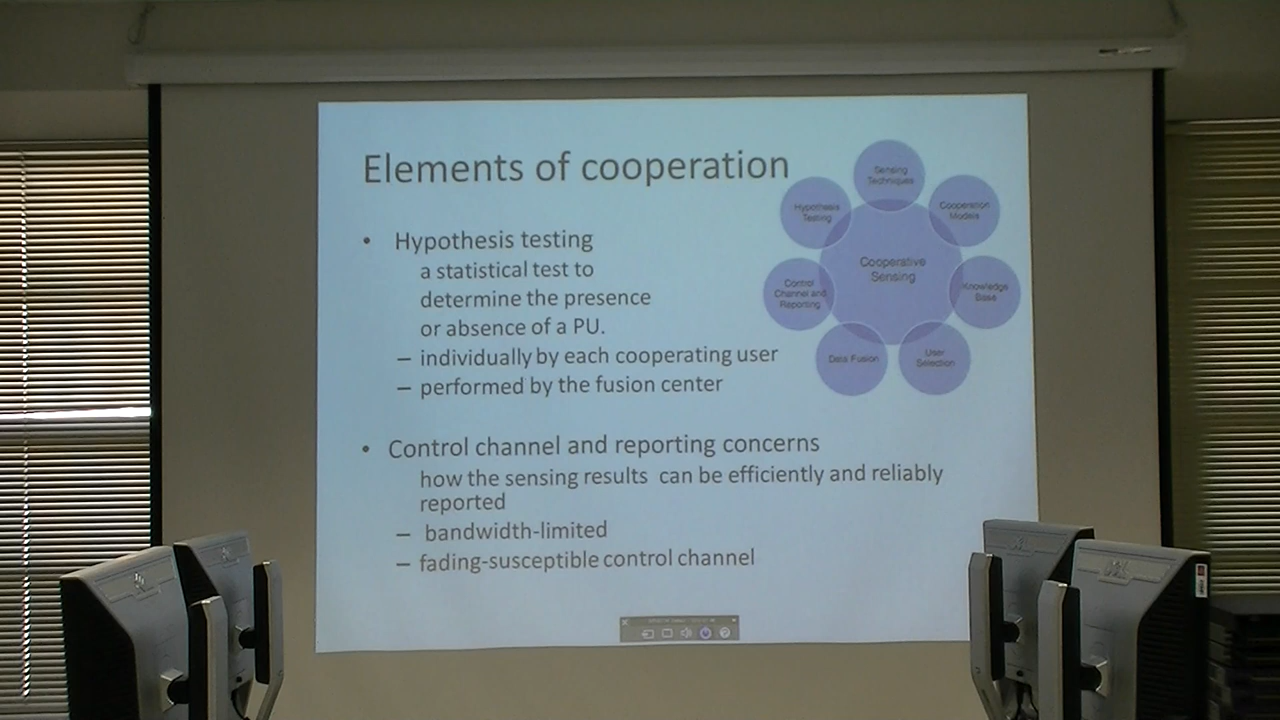 Elements of cooperation
• Hypothesis testing
a statistical test to
determine the presence
or absence of a PU.
– individually by each cooperating user
– performed by the fusion center
• Control channel and reporting concerns
how the sensing results can be efficiently and reliably
reported
– bandwidth-limited
– fading-susceptible control channel
Sensing
Techniques
Hypothesis
Testing
Cooperation
Models
Cooperative
Sensing
Control
Channel and
Reporting
Knowledge
Base
Data Fusion
User
Selection